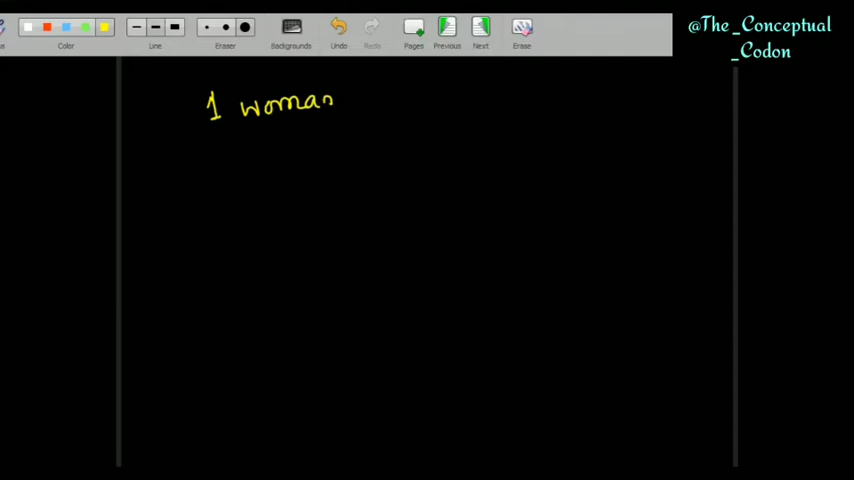 Color
Line
Eraser
Backgrounds
Undo
Redo
Pages
Previous
Next
Erase
@The_Conceptual
_Codon
1 woman